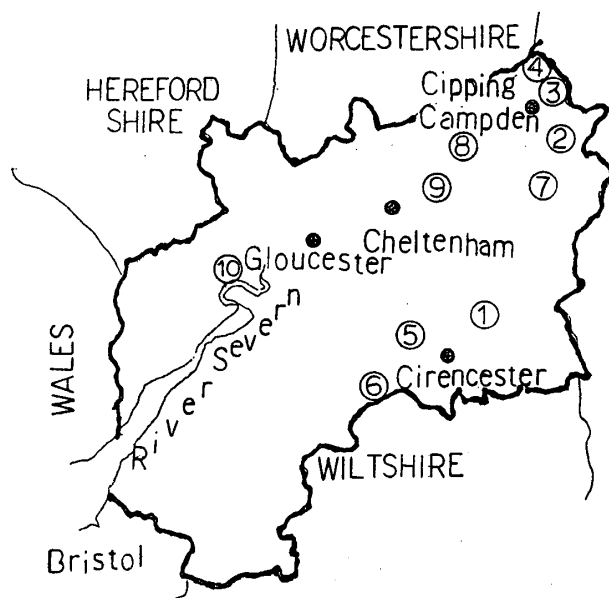 WORCESTERSHIRE
HEREFORD
SHIRE
4
Cipping
3
Campden
2
8
7
9
Cheltenham
Gloucester
10
River Severn
1
5
Cirencester
6
WALES
WILTSHIRE
Bristol